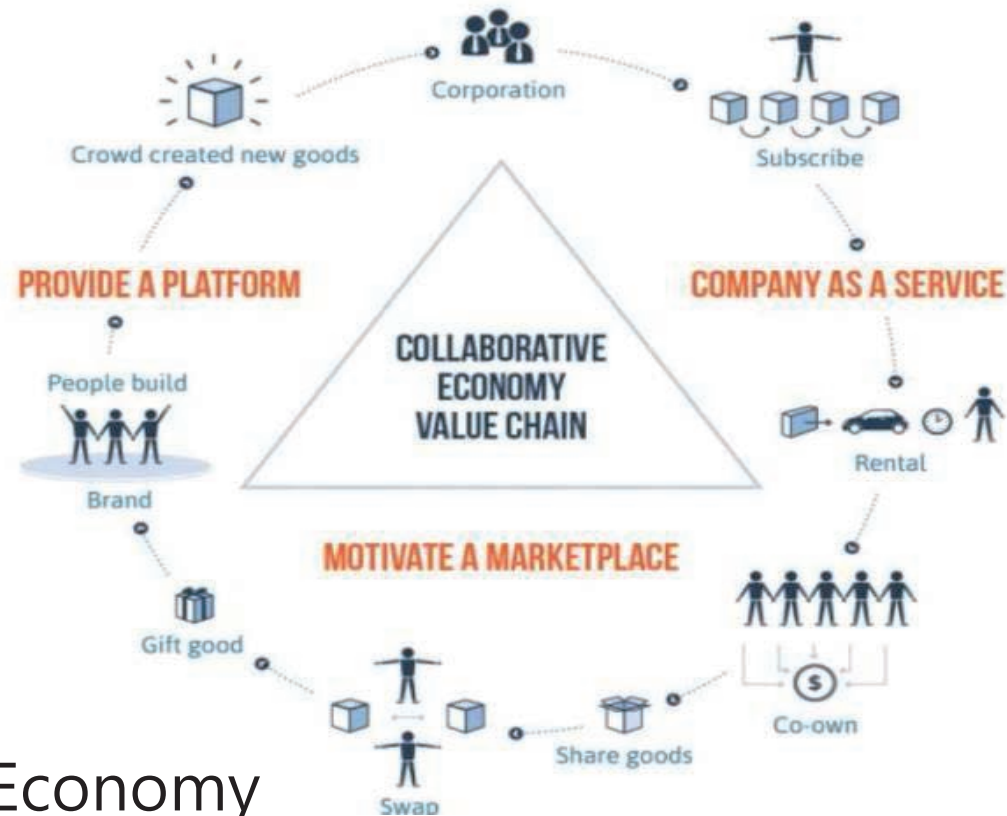 Corporation
Crowd created new goods
Subscribe
PROVIDE A PLATFORM
COMPANY AS A SERVICE
COLLABORATIVE
ECONOMY
VALUE CHAIN
People build
Brand
Rental
MOTIVATE A MARKETPLACE
Gift good
$
Co-own
Share goods
Swap
Economy